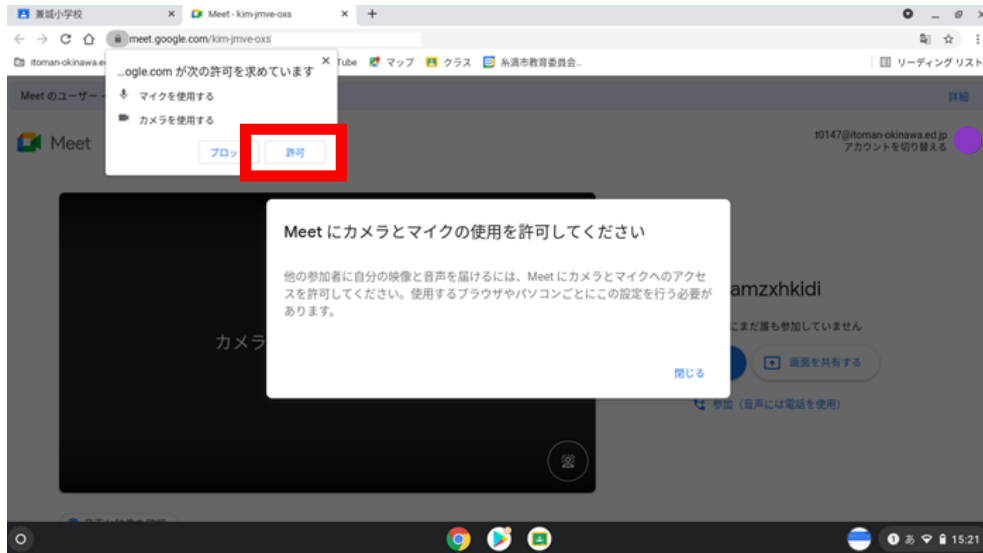 兼城小学校
Meet - kim-jmve-oxs
meet.google.com/kim-jmve-oxs
itoman-okinawa.e
Tube マップ クラス 糸満市教育委員会...
リーディング リスト
...ogle.com が次の許可を求めています
マイクを使用する
カメラを使用する
ブロッ 許可
Meet のユーザー
詳細
Meet
t0147@itoman-okinawa.ed.jp
アカウントを切り替える
Meet にカメラとマイクの使用を許可してください
他の参加者に自分の映像と音声を届けるには、Meet にカメラとマイクへのアクセ
スを許可してください。使用するブラウザやパソコンごとにこの設定を行う必要が
あります。
閉じる
カメラ
amzxhkidi
にまだ誰も参加していません
画面を共有する
参加（音声には電話を使用）
1 あ 15:21